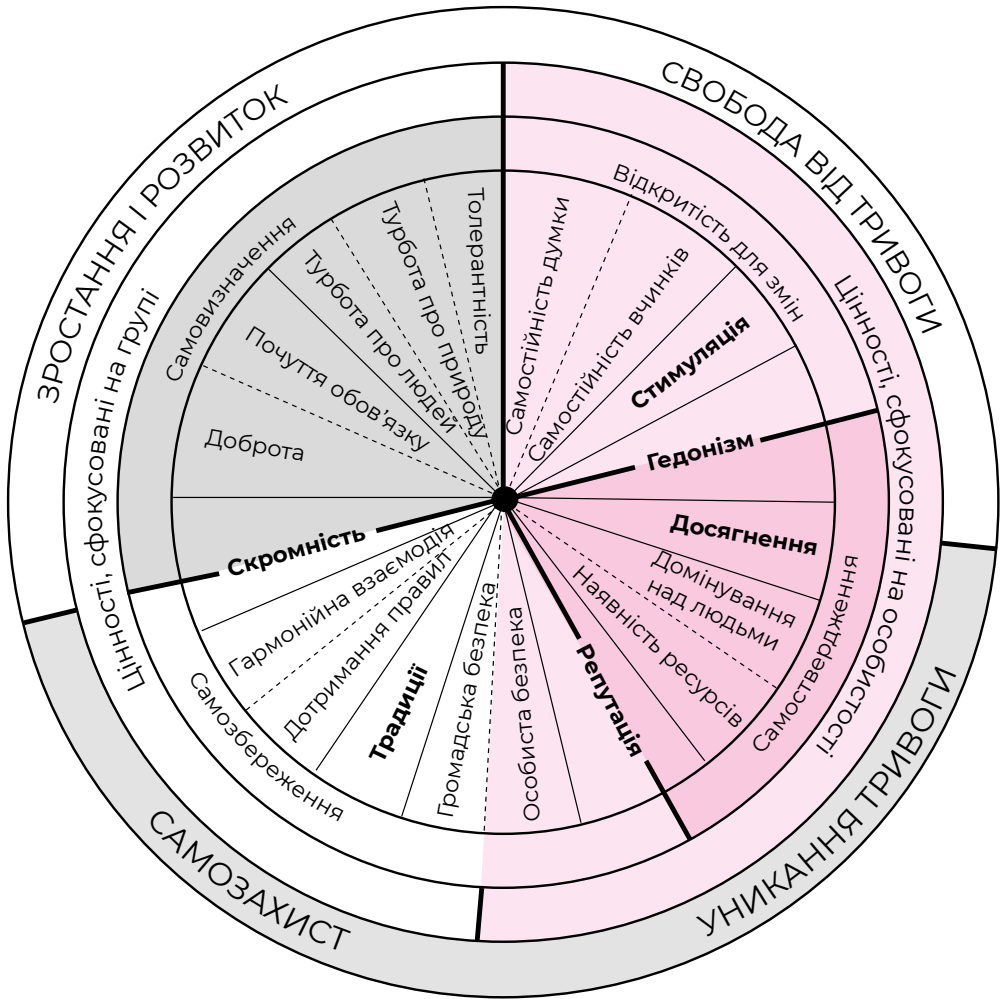 ЗРОСТАННЯ І РОЗВИТОК
СВОБОДА ВІД ТРИВОГИ
УНИКАННЯ ТРИВОГИ
САМОЗАХИСТ
Цінності, сфокусовані на групі
Цінності, сфокусовані на особистості
Самовизначення
Відкритість для змін
Самоствердження
Самозбереження
Толерантність
Самостійність думки
Самостійність вчинків
Стимуляція
Гедонізм
Досягнення
Домінування
над людьми
Наявність ресурсів
Репутація
Особиста безпека
Громадська безпека
Традиції
Дотримання правил
Гармонійна взаємодія
Скромність
Доброта
Почуття обов'язку
Турбота про людей
Турбота про природу